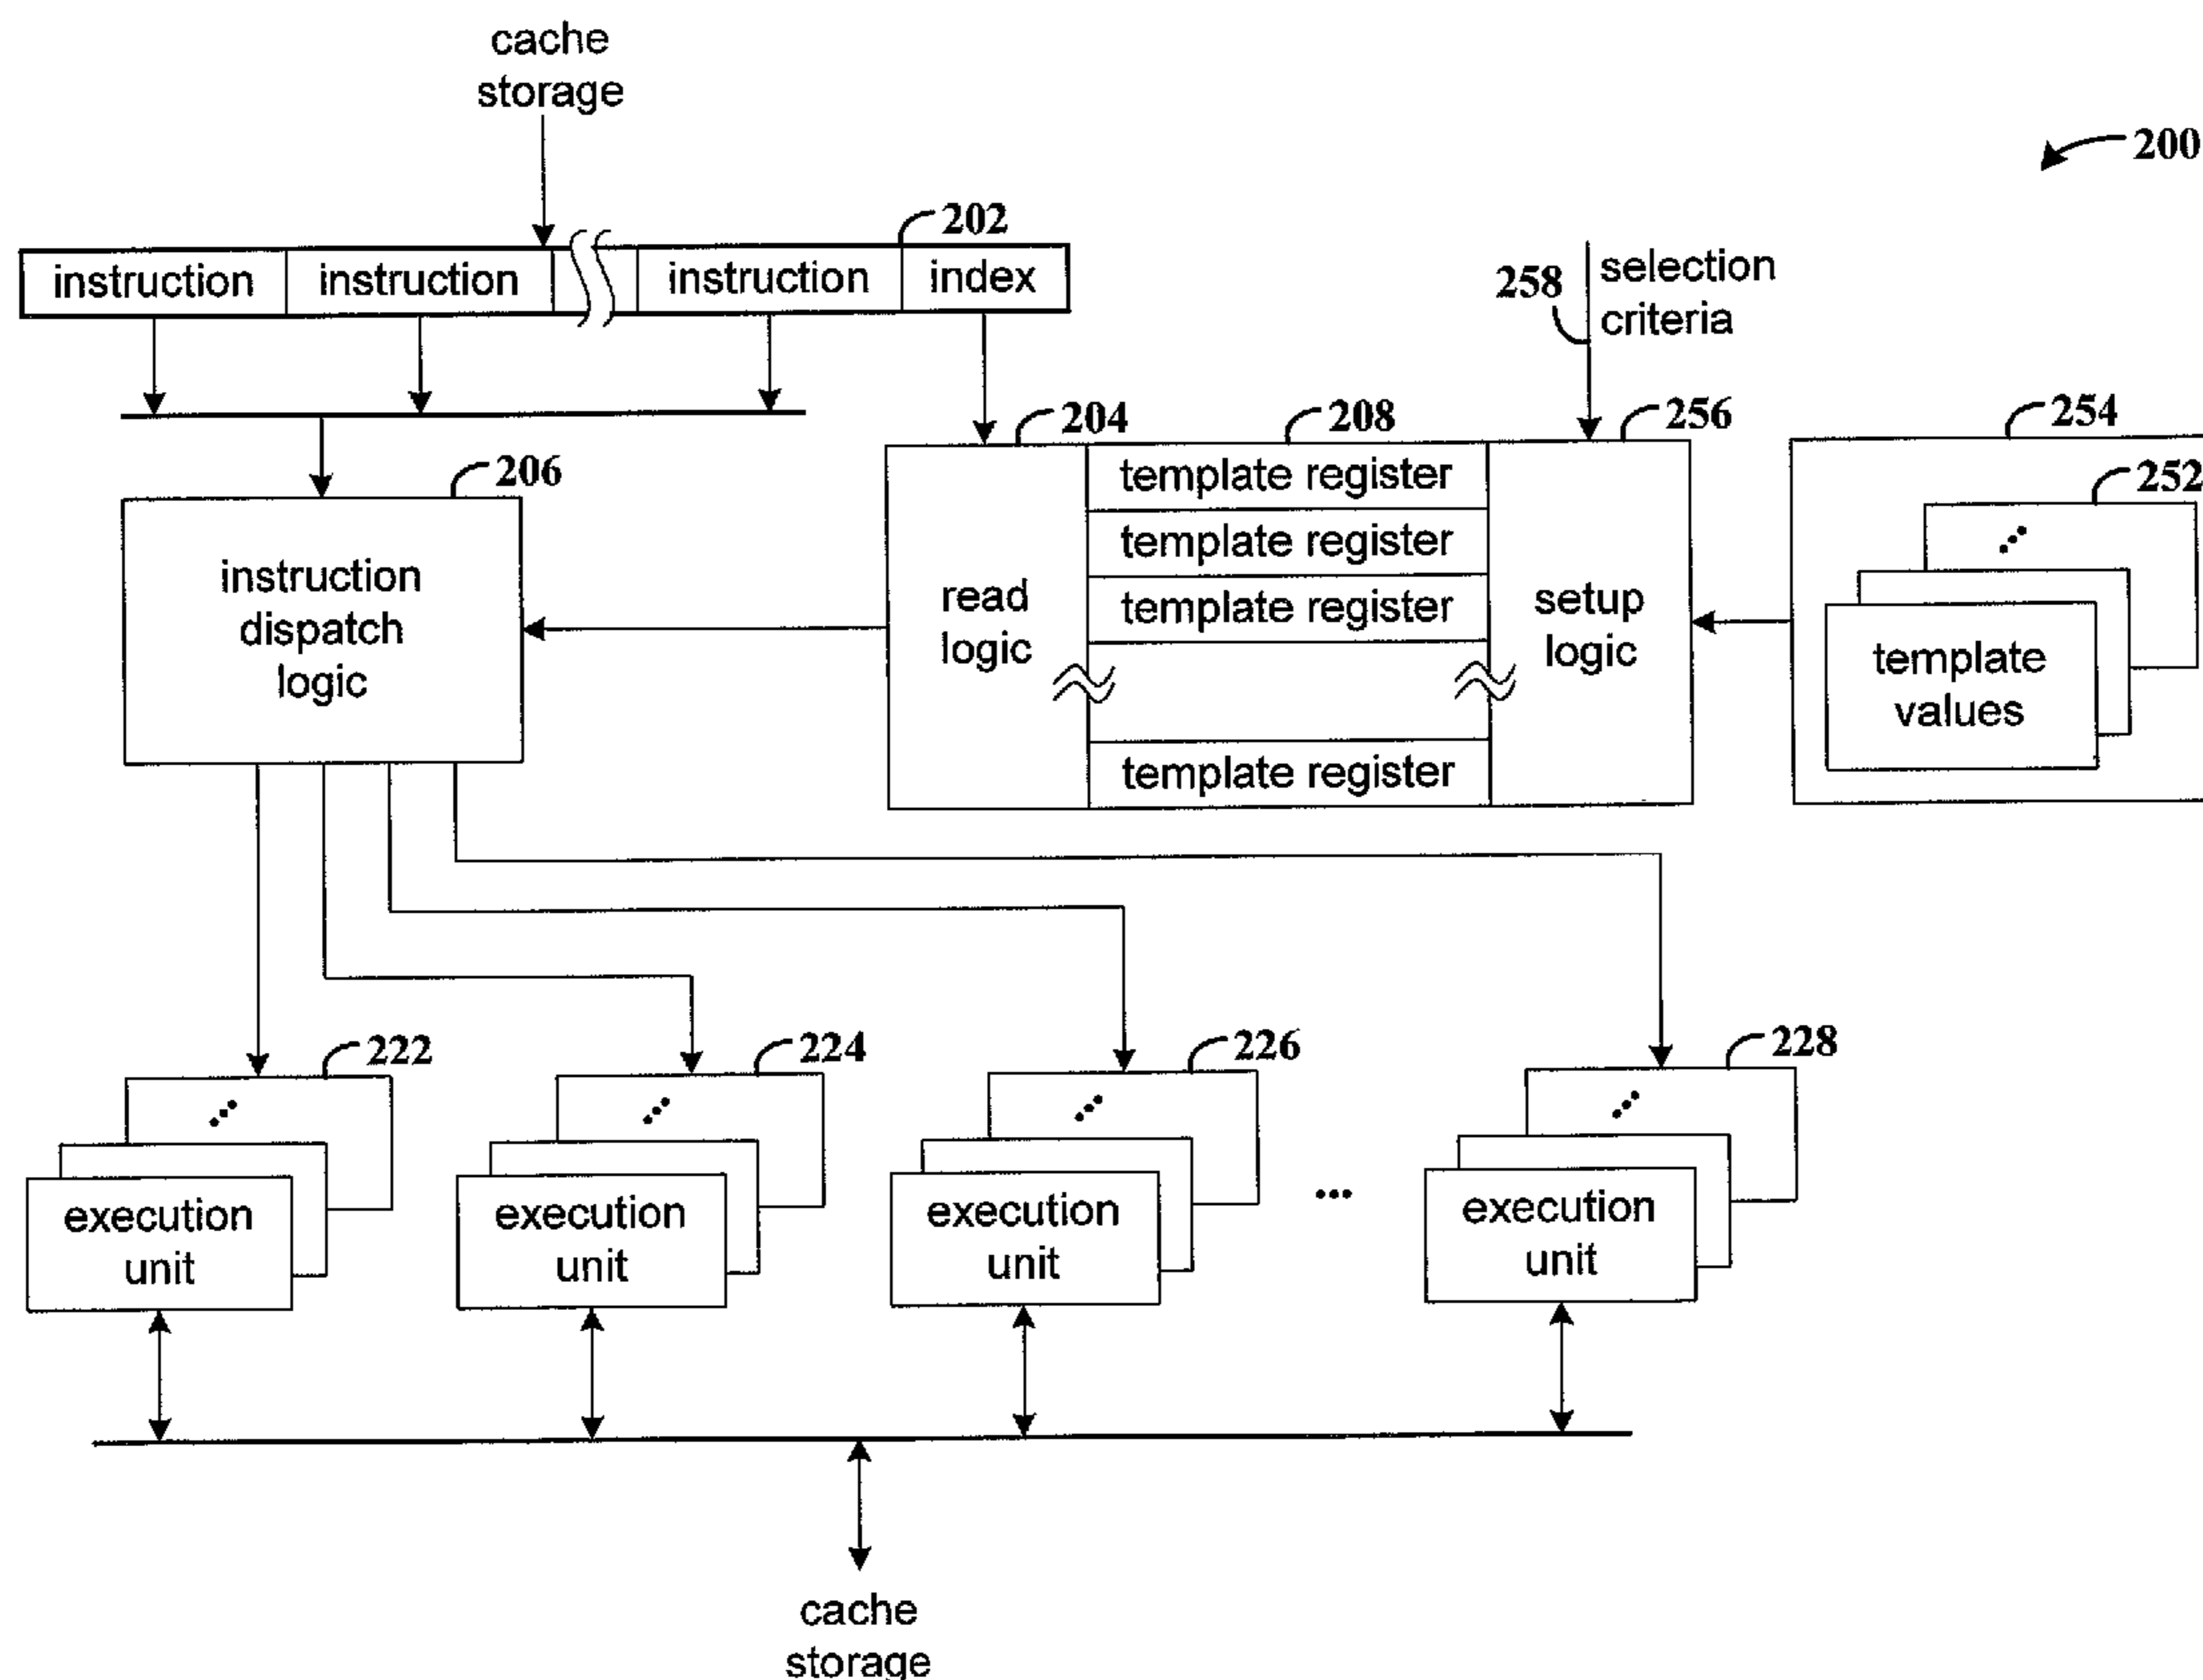 cache
storage
200
202
instruction instruction instruction index
258 selection
criteria
204 208 256 254
206 template register 252
template register
instruction
dispatch
logic
read
logic
template register
setup
logic
template
values
template register
222 224 226 228
execution
unit
execution
unit
execution
unit
execution
unit
cache
storage